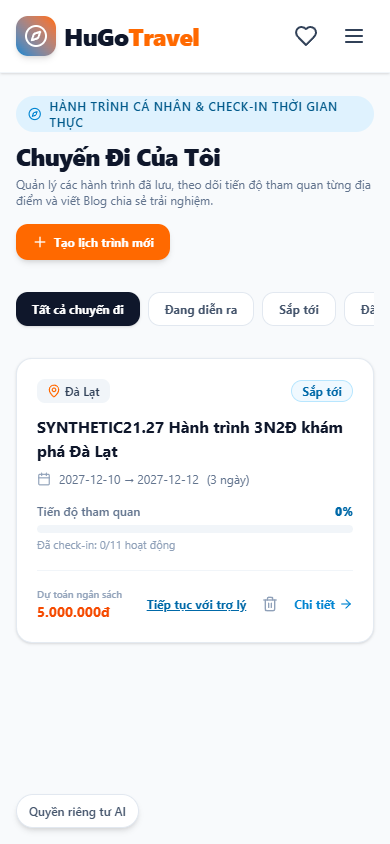 HuGoTravel
HÀNH TRÌNH CÁ NHÂN & CHECK-IN THỜI GIAN
THỰC
Chuyến Đi Của Tôi
Quản lý các hành trình đã lưu, theo dõi tiến độ tham quan từng địa
điểm và viết Blog chia sẻ trải nghiệm.
+ Tạo lịch trình mới
Tất cả chuyến đi
Đang diễn ra
Sắp tới
Đà Lạt
Sắp tới
SYNTHETIC21.27 Hành trình 3N2Đ khám
phá Đà Lạt
2027-12-10 → 2027-12-12 (3 ngày)
Tiến độ tham quan 0%
Đã check-in: 0/11 hoạt động
Dự toán ngân sách
5.000.000đ
Tiếp tục với trợ lý
Chi tiết →
Quyền riêng tư AI